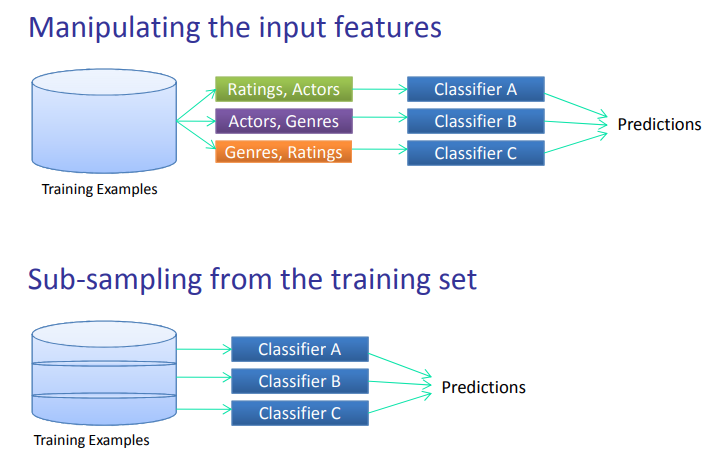 Manipulating the input features
Ratings, Actors
Classifier A
Actors, Genres
Classifier B
Predictions
Genres, Ratings
Classifier C
Training Examples
Sub-sampling from the training set
Classifier A
Classifier B
Predictions
Classifier C
Training Examples